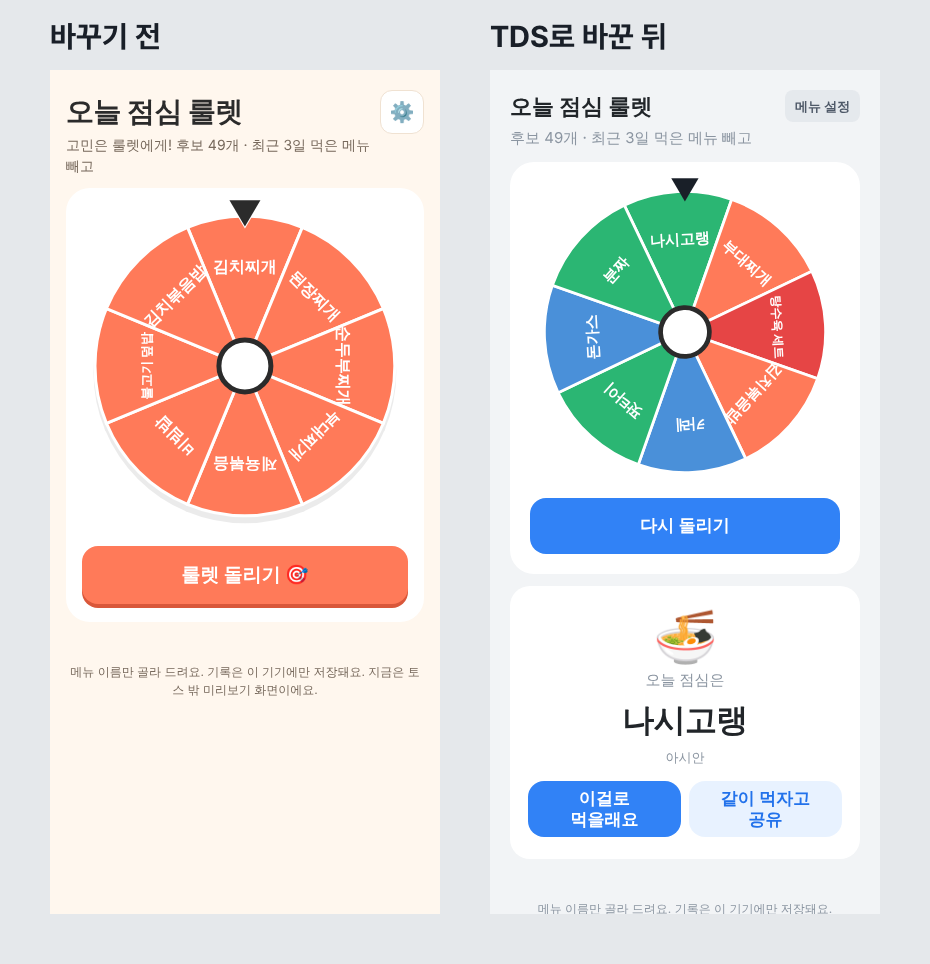 바꾸기 전
오늘 점심 룰렛
고민은 룰렛에게! 후보 49개 · 최근 3일 먹은 메뉴
빼고
김치찌개
된장찌개
순두부찌개
부대찌개
제육볶음
비빔밥
불고기 덮밥
김치볶음밥
룰렛 돌리기
메뉴 이름만 골라 드려요. 기록은 이 기기에만 저장돼요. 지금은 토
스 밖 미리보기 화면이에요.
TDS로 바꾼 뒤
오늘 점심 룰렛
메뉴 설정
후보 49개 · 최근 3일 먹은 메뉴 빼고
나시고랭
부대찌개
탕수육 세트
김치볶음밥
카레
팟타이
돈가스
분짜
다시 돌리기
오늘 점심은
나시고랭
아시안
이걸로
먹을래요
같이 먹자고
공유
메뉴 이름만 골라 드려요. 기록은 이 기기에만 저장돼요.